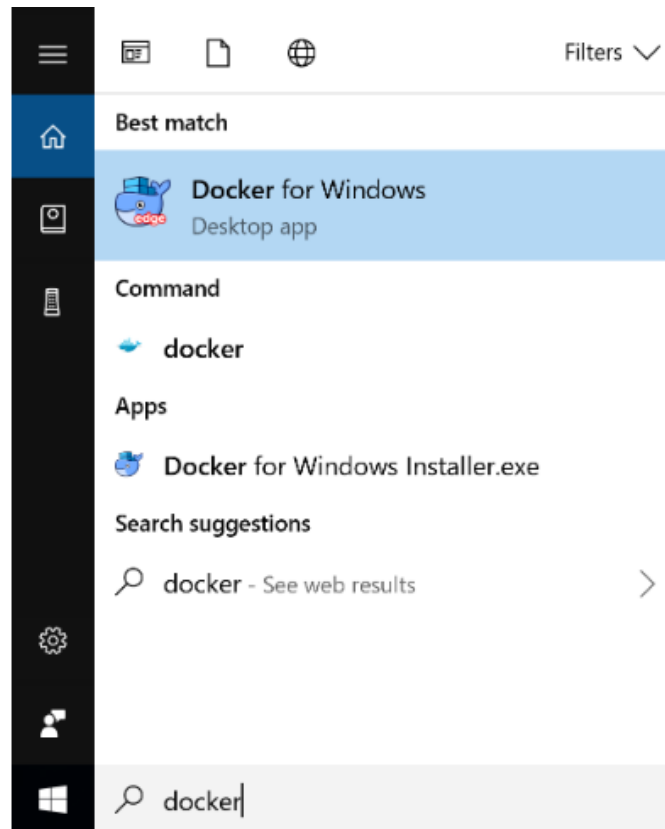 Filters
Best match
Docker for Windows
edge
Desktop app
Command
docker
Apps
Docker for Windows Installer.exe
Search suggestions
docker - See web results
docker